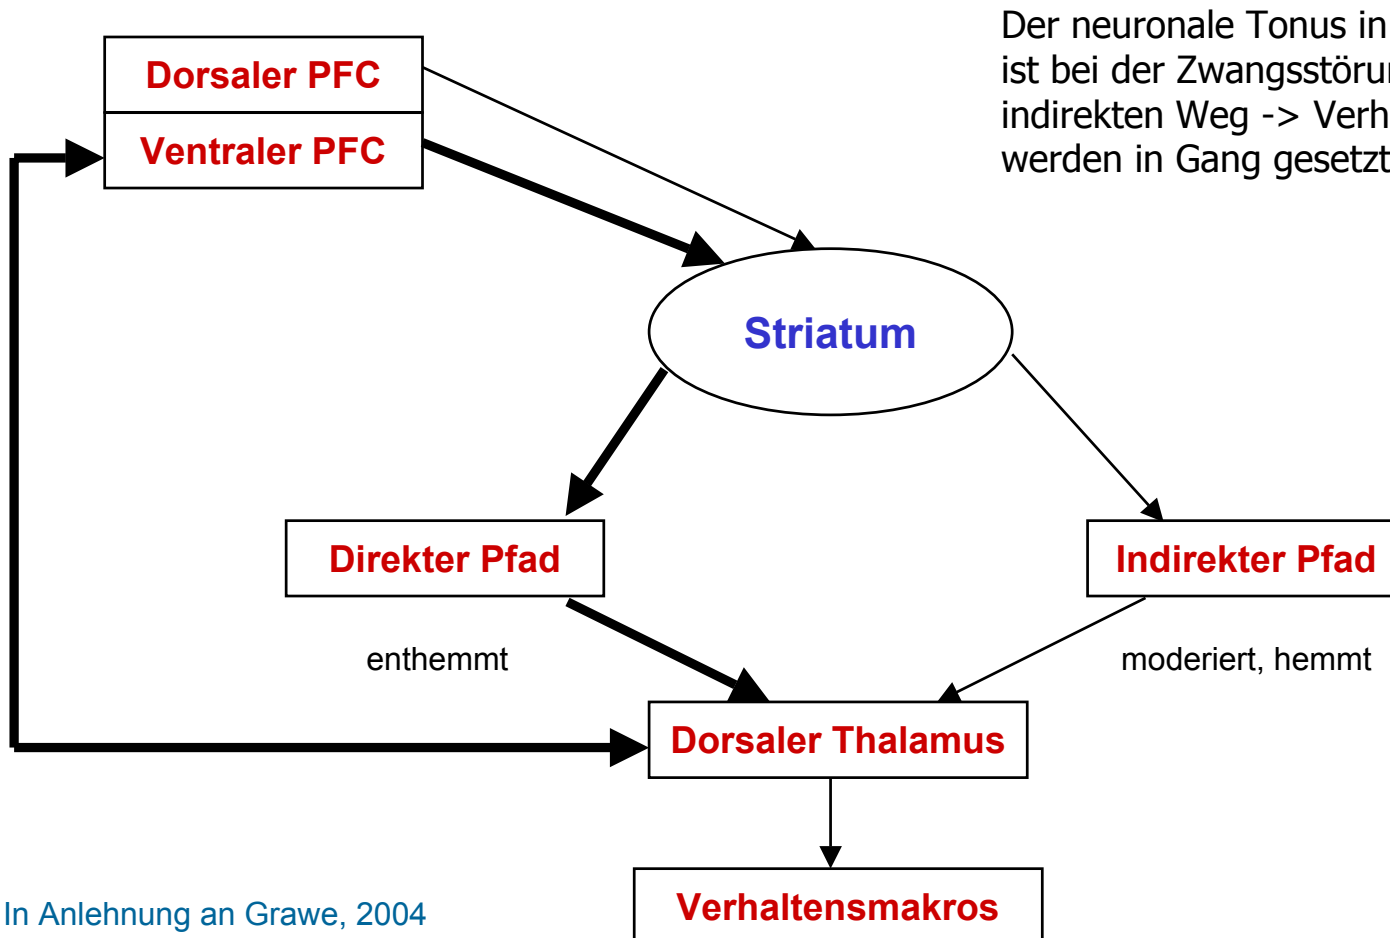 Der neuronale Tonus in
ist bei der Zwangsstöru
indirekten Weg -> Verh
werden in Gang gesetzt
Dorsaler PFC
Ventraler PFC
Striatum
Direkter Pfad
Indirekter Pfad
enthemmt
moderiert, hemmt
Dorsaler Thalamus
Verhaltensmakros
In Anlehnung an Grawe, 2004